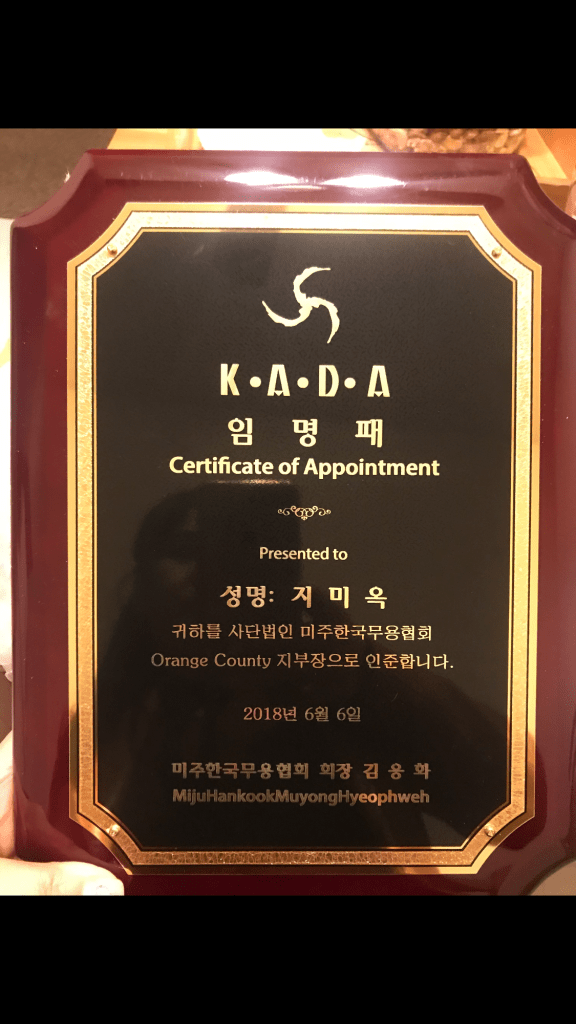 K•A•D•A
임 명 패
Certificate of Appointment
Presented to
성명: 지 미 옥
귀하를 사단법인 미주한국무용협회
Orange County 지부장으로 인준합니다.
2018년 6월 6일
미주한국무용협회 회장 김 응 화
MijuHankookMuyongHyeophweh